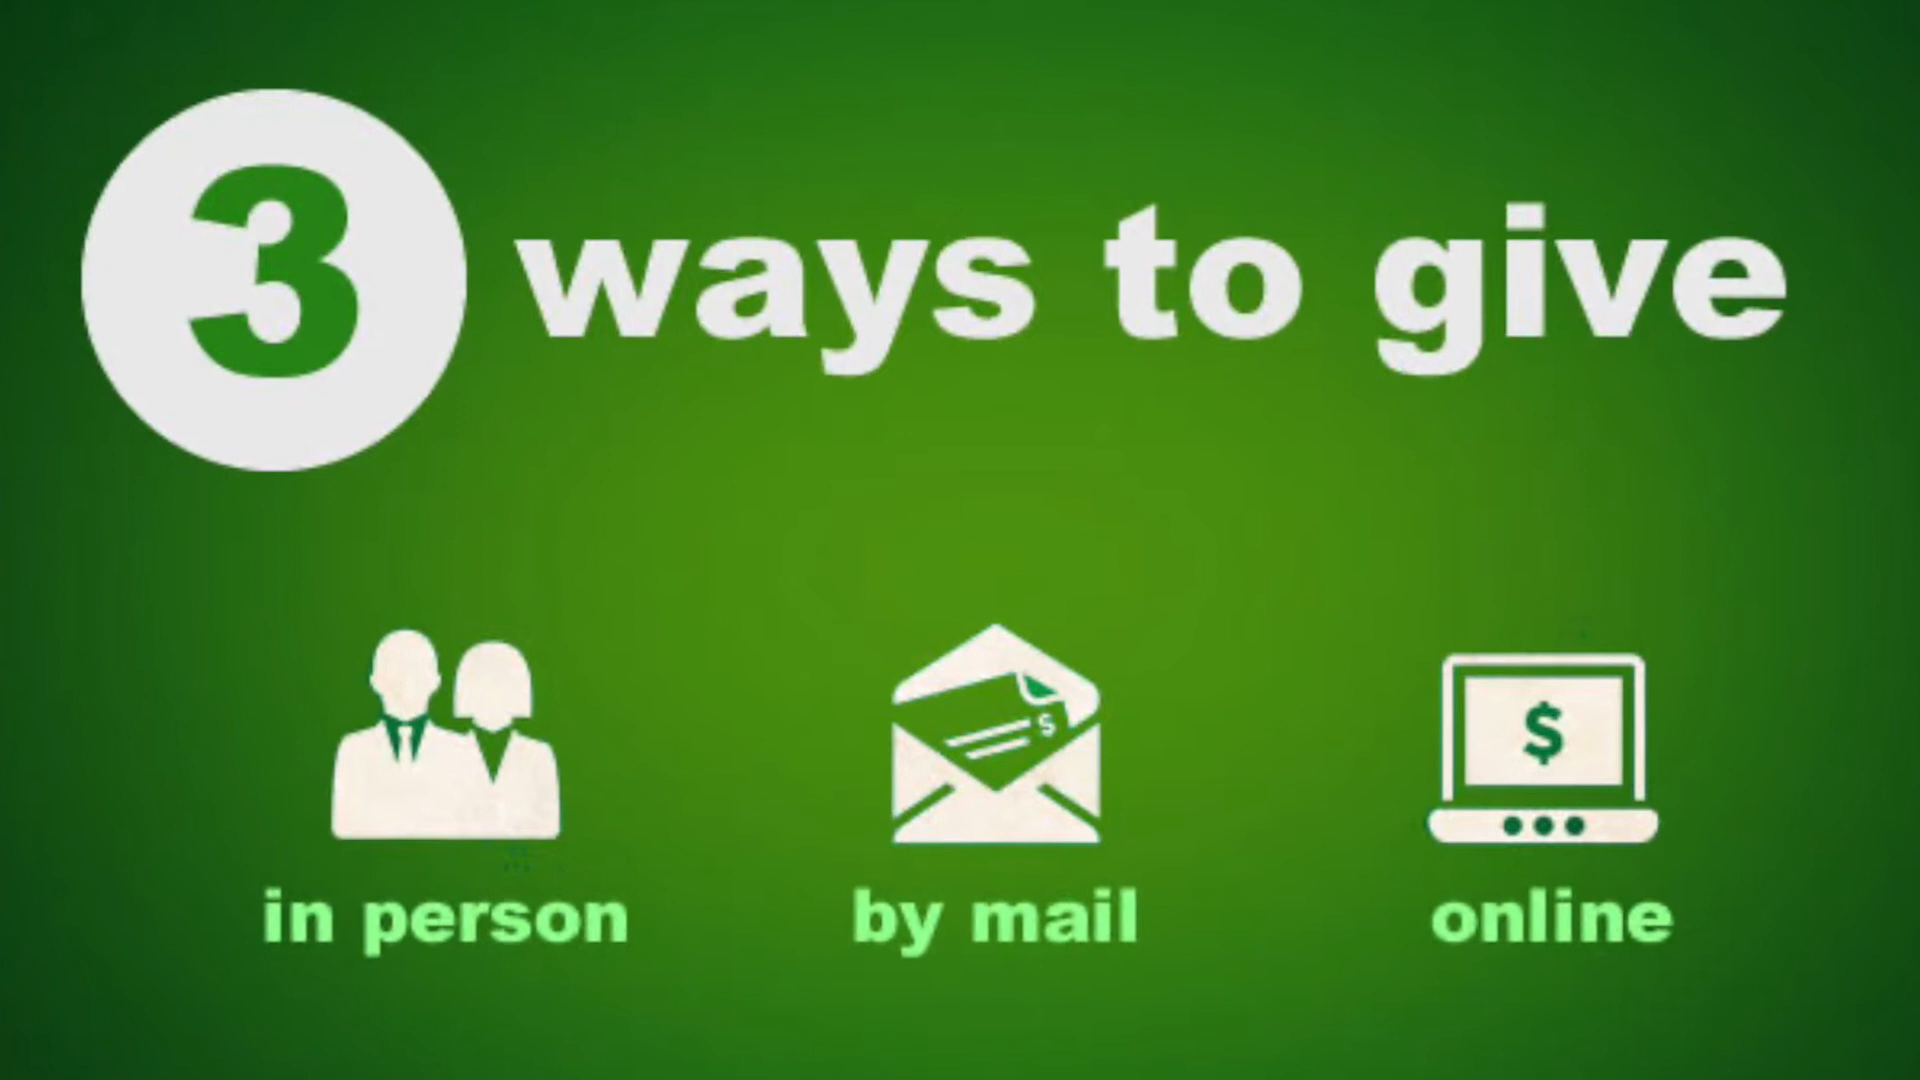 3 ways to give
$
$
in person
by mail
online